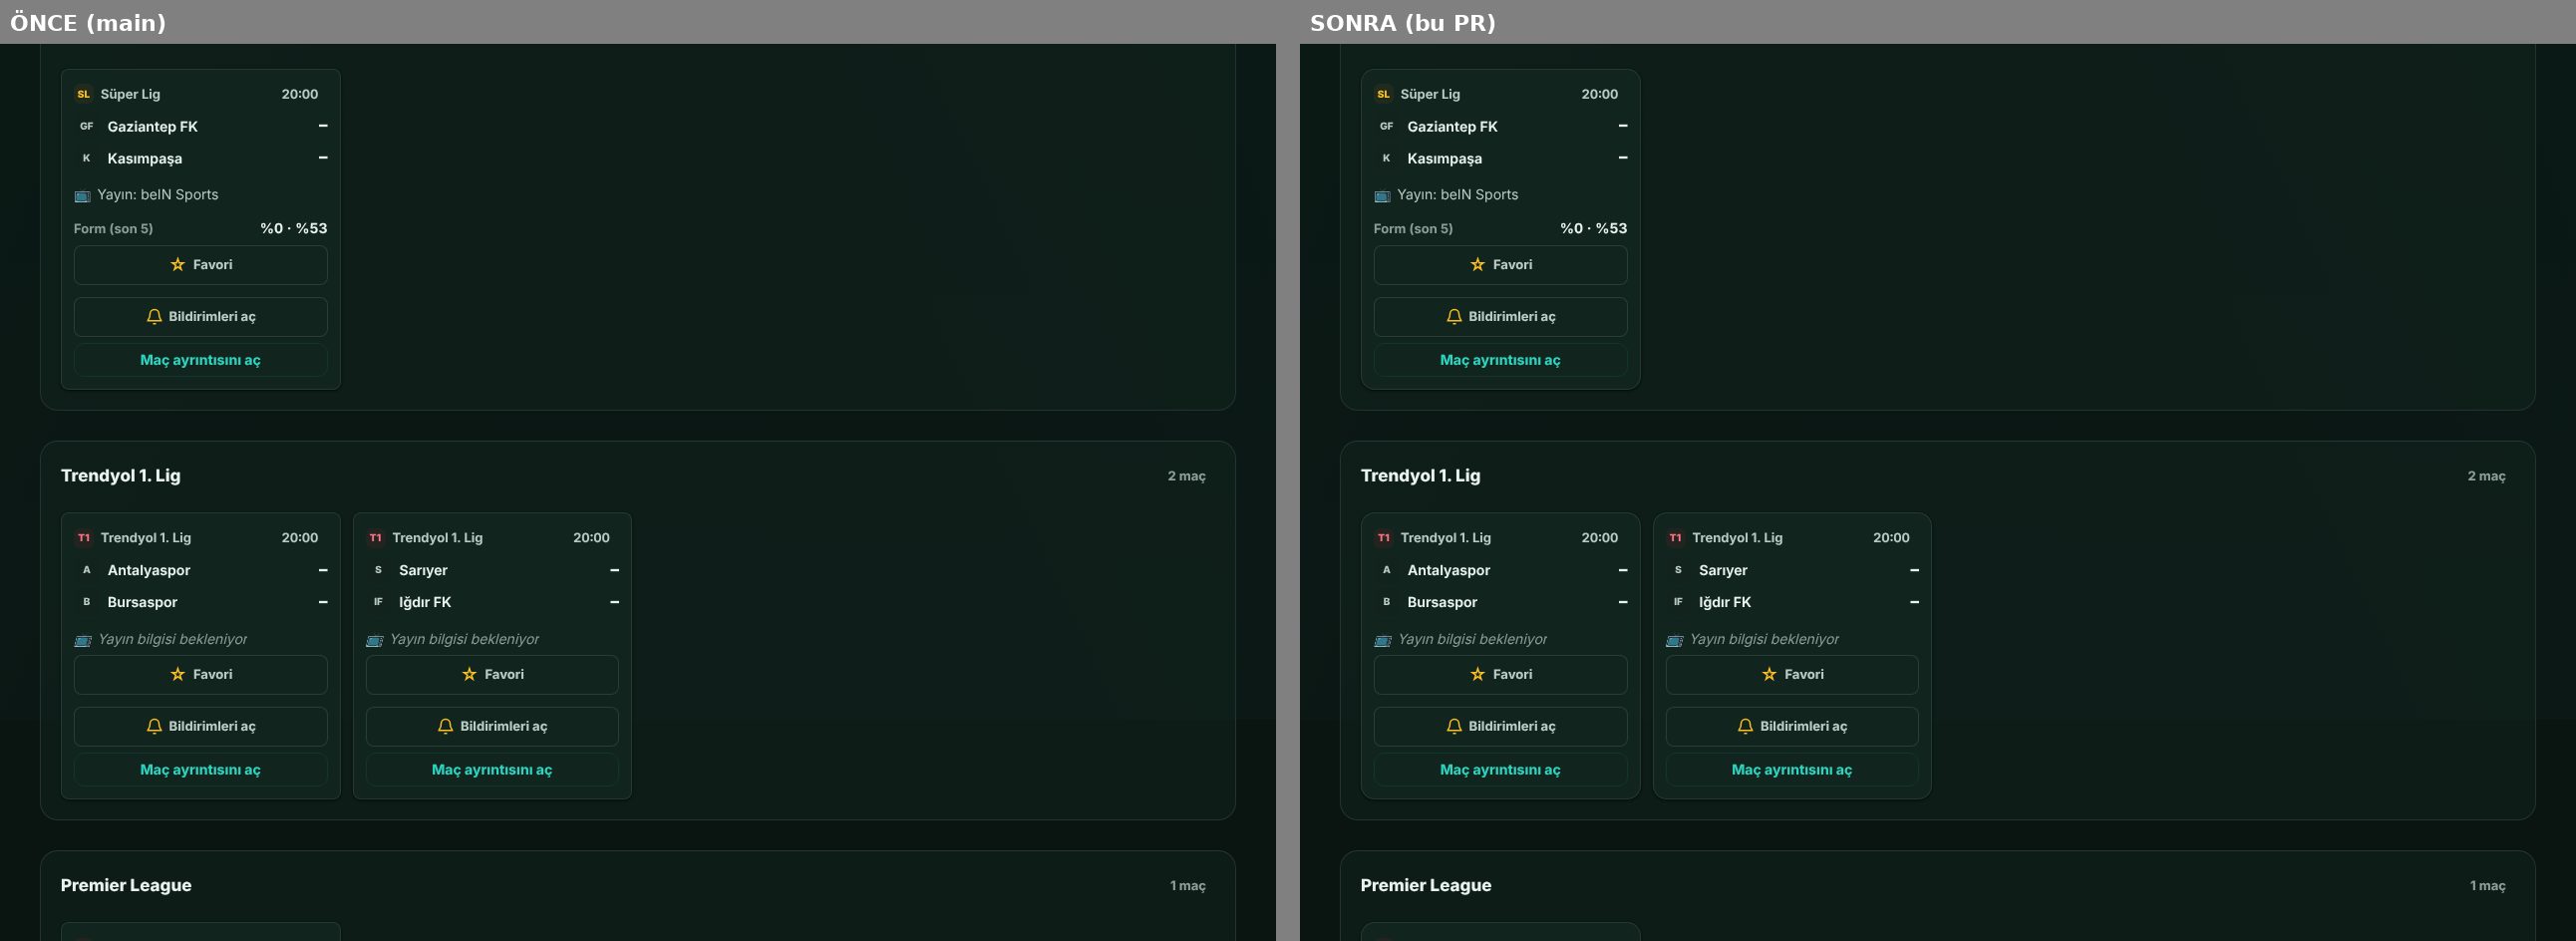 ÖNCE (main)
SL Süper Lig 20:00
GF Gaziantep FK –
K Kasımpaşa –
Yayın: beIN Sports
Form (son 5) %0 · %53
Favori
Bildirimleri aç
Maç ayrıntısını aç
Trendyol 1. Lig 2 maç
T1 Trendyol 1. Lig 20:00
A Antalyaspor –
B Bursaspor –
Yayın bilgisi bekleniyor
Favori
Bildirimleri aç
Maç ayrıntısını aç
T1 Trendyol 1. Lig 20:00
S Sarıyer –
IF Iğdır FK –
Yayın bilgisi bekleniyor
Favori
Bildirimleri aç
Maç ayrıntısını aç
Premier League 1 maç
SONRA (bu PR)
SL Süper Lig 20:00
GF Gaziantep FK –
K Kasımpaşa –
Yayın: beIN Sports
Form (son 5) %0 · %53
Favori
Bildirimleri aç
Maç ayrıntısını aç
Trendyol 1. Lig 2 maç
T1 Trendyol 1. Lig 20:00
A Antalyaspor –
B Bursaspor –
Yayın bilgisi bekleniyor
Favori
Bildirimleri aç
Maç ayrıntısını aç
T1 Trendyol 1. Lig 20:00
S Sarıyer –
IF Iğdır FK –
Yayın bilgisi bekleniyor
Favori
Bildirimleri aç
Maç ayrıntısını aç
Premier League 1 maç